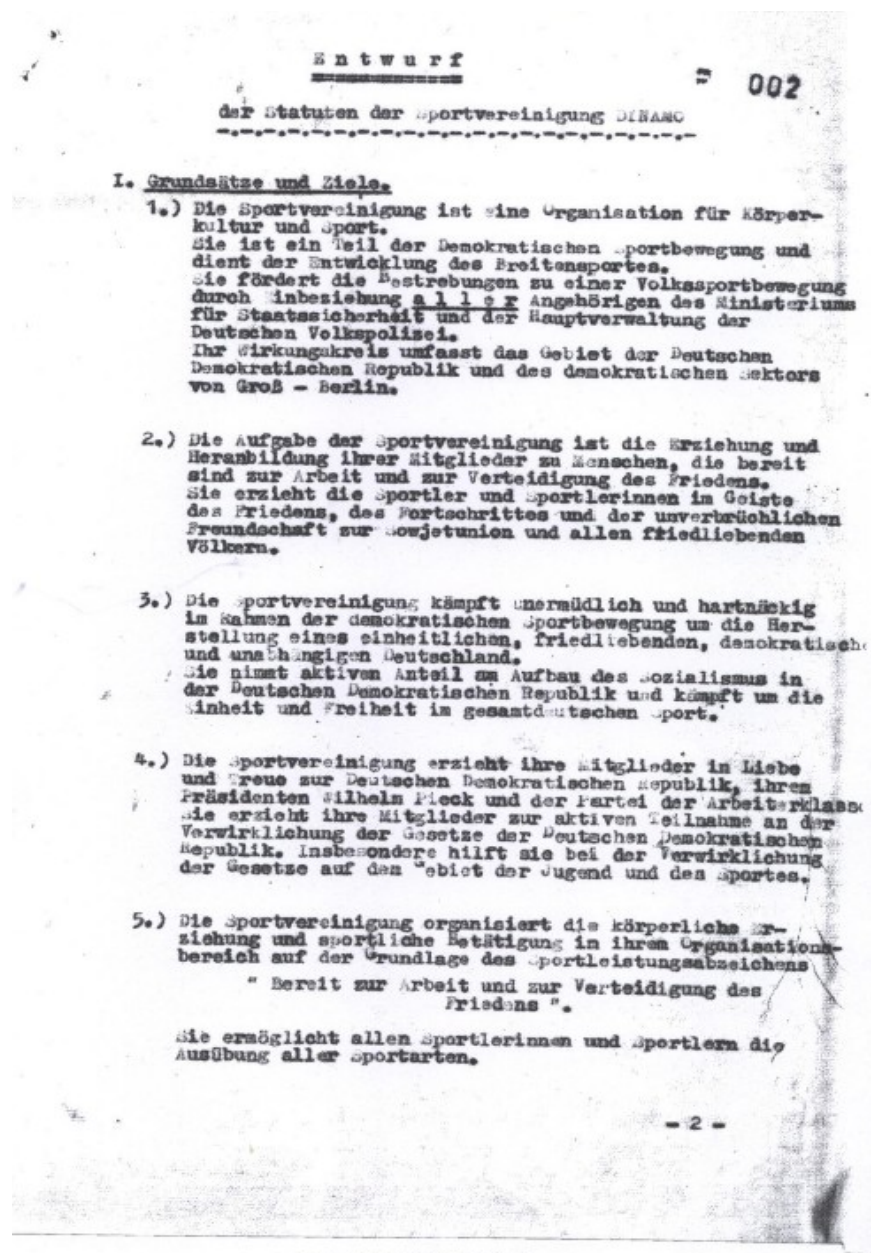 Entwurf
002
der Statuten der Sportvereinigung DINAMO
I. Grundsätze und Ziele.
1.) Die Sportvereinigung ist eine Organisation für Körper-
kultur und Sport.
Sie ist ein Teil der Demokratischen Sportbewegung und
dient der Entwicklung des Breitensportes.
Sie fördert die Bestrebungen zu einer Volkssportbewegung
durch Einbeziehung a l l e r Angehörigen des Ministeriums
für Staatssicherheit und der Hauptverwaltung der
Deutschen Volkspolizei.
Ihr Wirkungskreis umfasst das Gebiet der Deutschen
Demokratischen Republik und des demokratischen Sektors
von Groß - Berlin.
2.) Die Aufgabe der Sportvereinigung ist die Erziehung und
Heranbildung ihrer Mitglieder zu Menschen, die bereit
sind zur Arbeit und zur Verteidigung des Friedens.
Sie erzieht die Sportler und Sportlerinnen im Geiste
des Friedens, des Fortschrittes und der unverbrüchlichen
Freundschaft zur Sowjetunion und allen friedliebenden
Völkern.
3.) Die Sportvereinigung kämpft unermüdlich und hartnäckig
im Rahmen der demokratischen Sportbewegung um die Her-
stellung eines einheitlichen, friedliebenden, demokratische
und unabhängigen Deutschland.
Sie nimmt aktiven Anteil am Aufbau des Sozialismus in
der Deutschen Demokratischen Republik und kämpft um die
Einheit und Freiheit im gesamtdeutschen Sport.
4.) Die Sportvereinigung erzieht ihre Mitglieder in Liebe
und Treue zur Deutschen Demokratischen Republik, ihrem
Präsidenten Wilhelm Pieck und der Partei der Arbeiterklasse
Sie erzieht ihre Mitglieder zur aktiven Teilnahme an der
Verwirklichung der Gesetze der Deutschen Demokratischen
Republik. Insbesondere hilft sie bei der Verwirklichung
der Gesetze auf dem Gebiet der Jugend und des Sportes.
5.) Die Sportvereinigung organisiert die körperliche Er-
ziehung und sportliche Betätigung in ihrem Organisations-
bereich auf der Grundlage des Sportleistungsabzeichens
" Bereit zur Arbeit und zur Verteidigung des
Friedens ".
Sie ermöglicht allen Sportlerinnen und Sportlern die
Ausübung aller Sportarten.
- 2 -